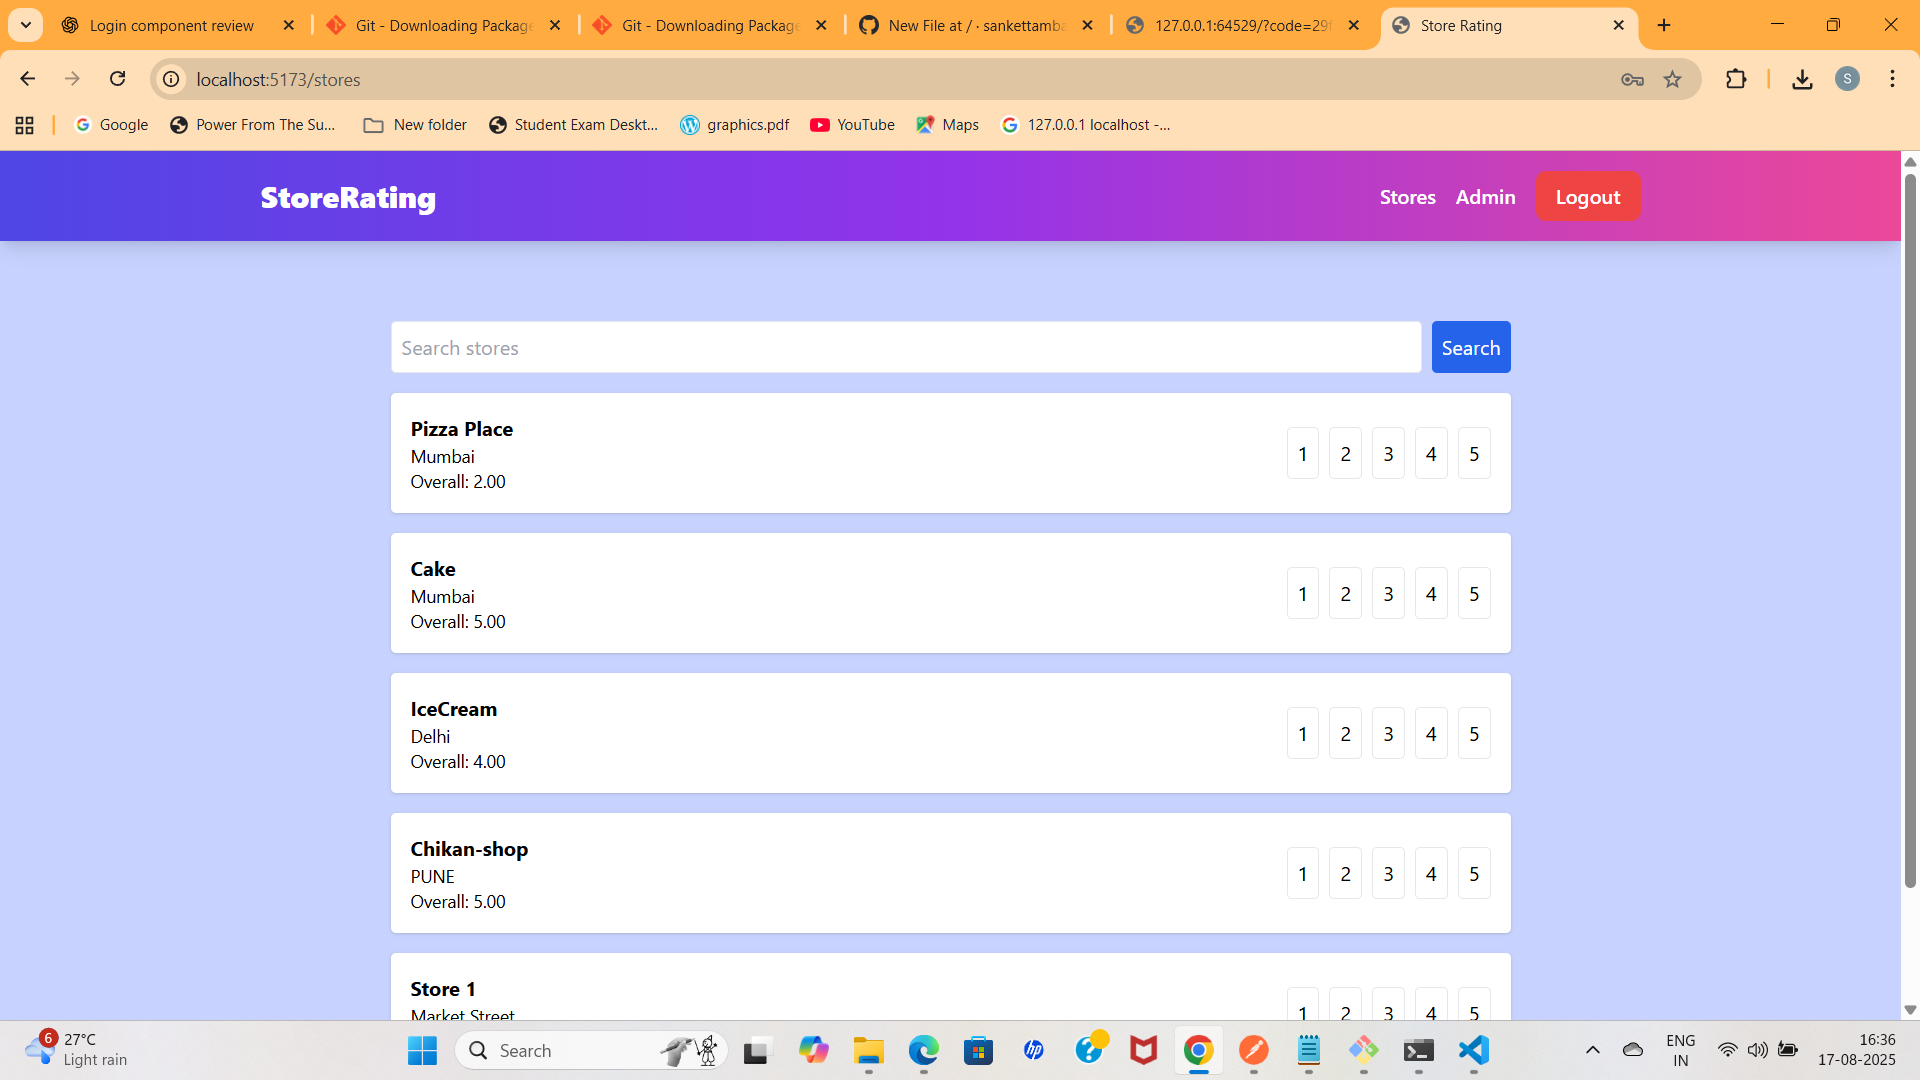 Login component review
Git - Downloading Package
Git - Downloading Package
New File at / · sankettamba
127.0.0.1:64529/?code=29f
Store Rating
localhost:5173/stores
S
Google
Power From The Su...
New folder
Student Exam Deskt...
graphics.pdf
YouTube
Maps
127.0.0.1 localhost -...
StoreRating
Stores
Admin
Logout
Search stores
Search
Pizza Place
Mumbai
Overall: 2.00
1 2 3 4 5
Cake
Mumbai
Overall: 5.00
1 2 3 4 5
IceCream
Delhi
Overall: 4.00
1 2 3 4 5
Chikan-shop
PUNE
Overall: 5.00
1 2 3 4 5
Store 1
Market Street
1 2 3 4 5
6
27°C
Light rain
Search
hp
ENG
IN
16:36
17-08-2025